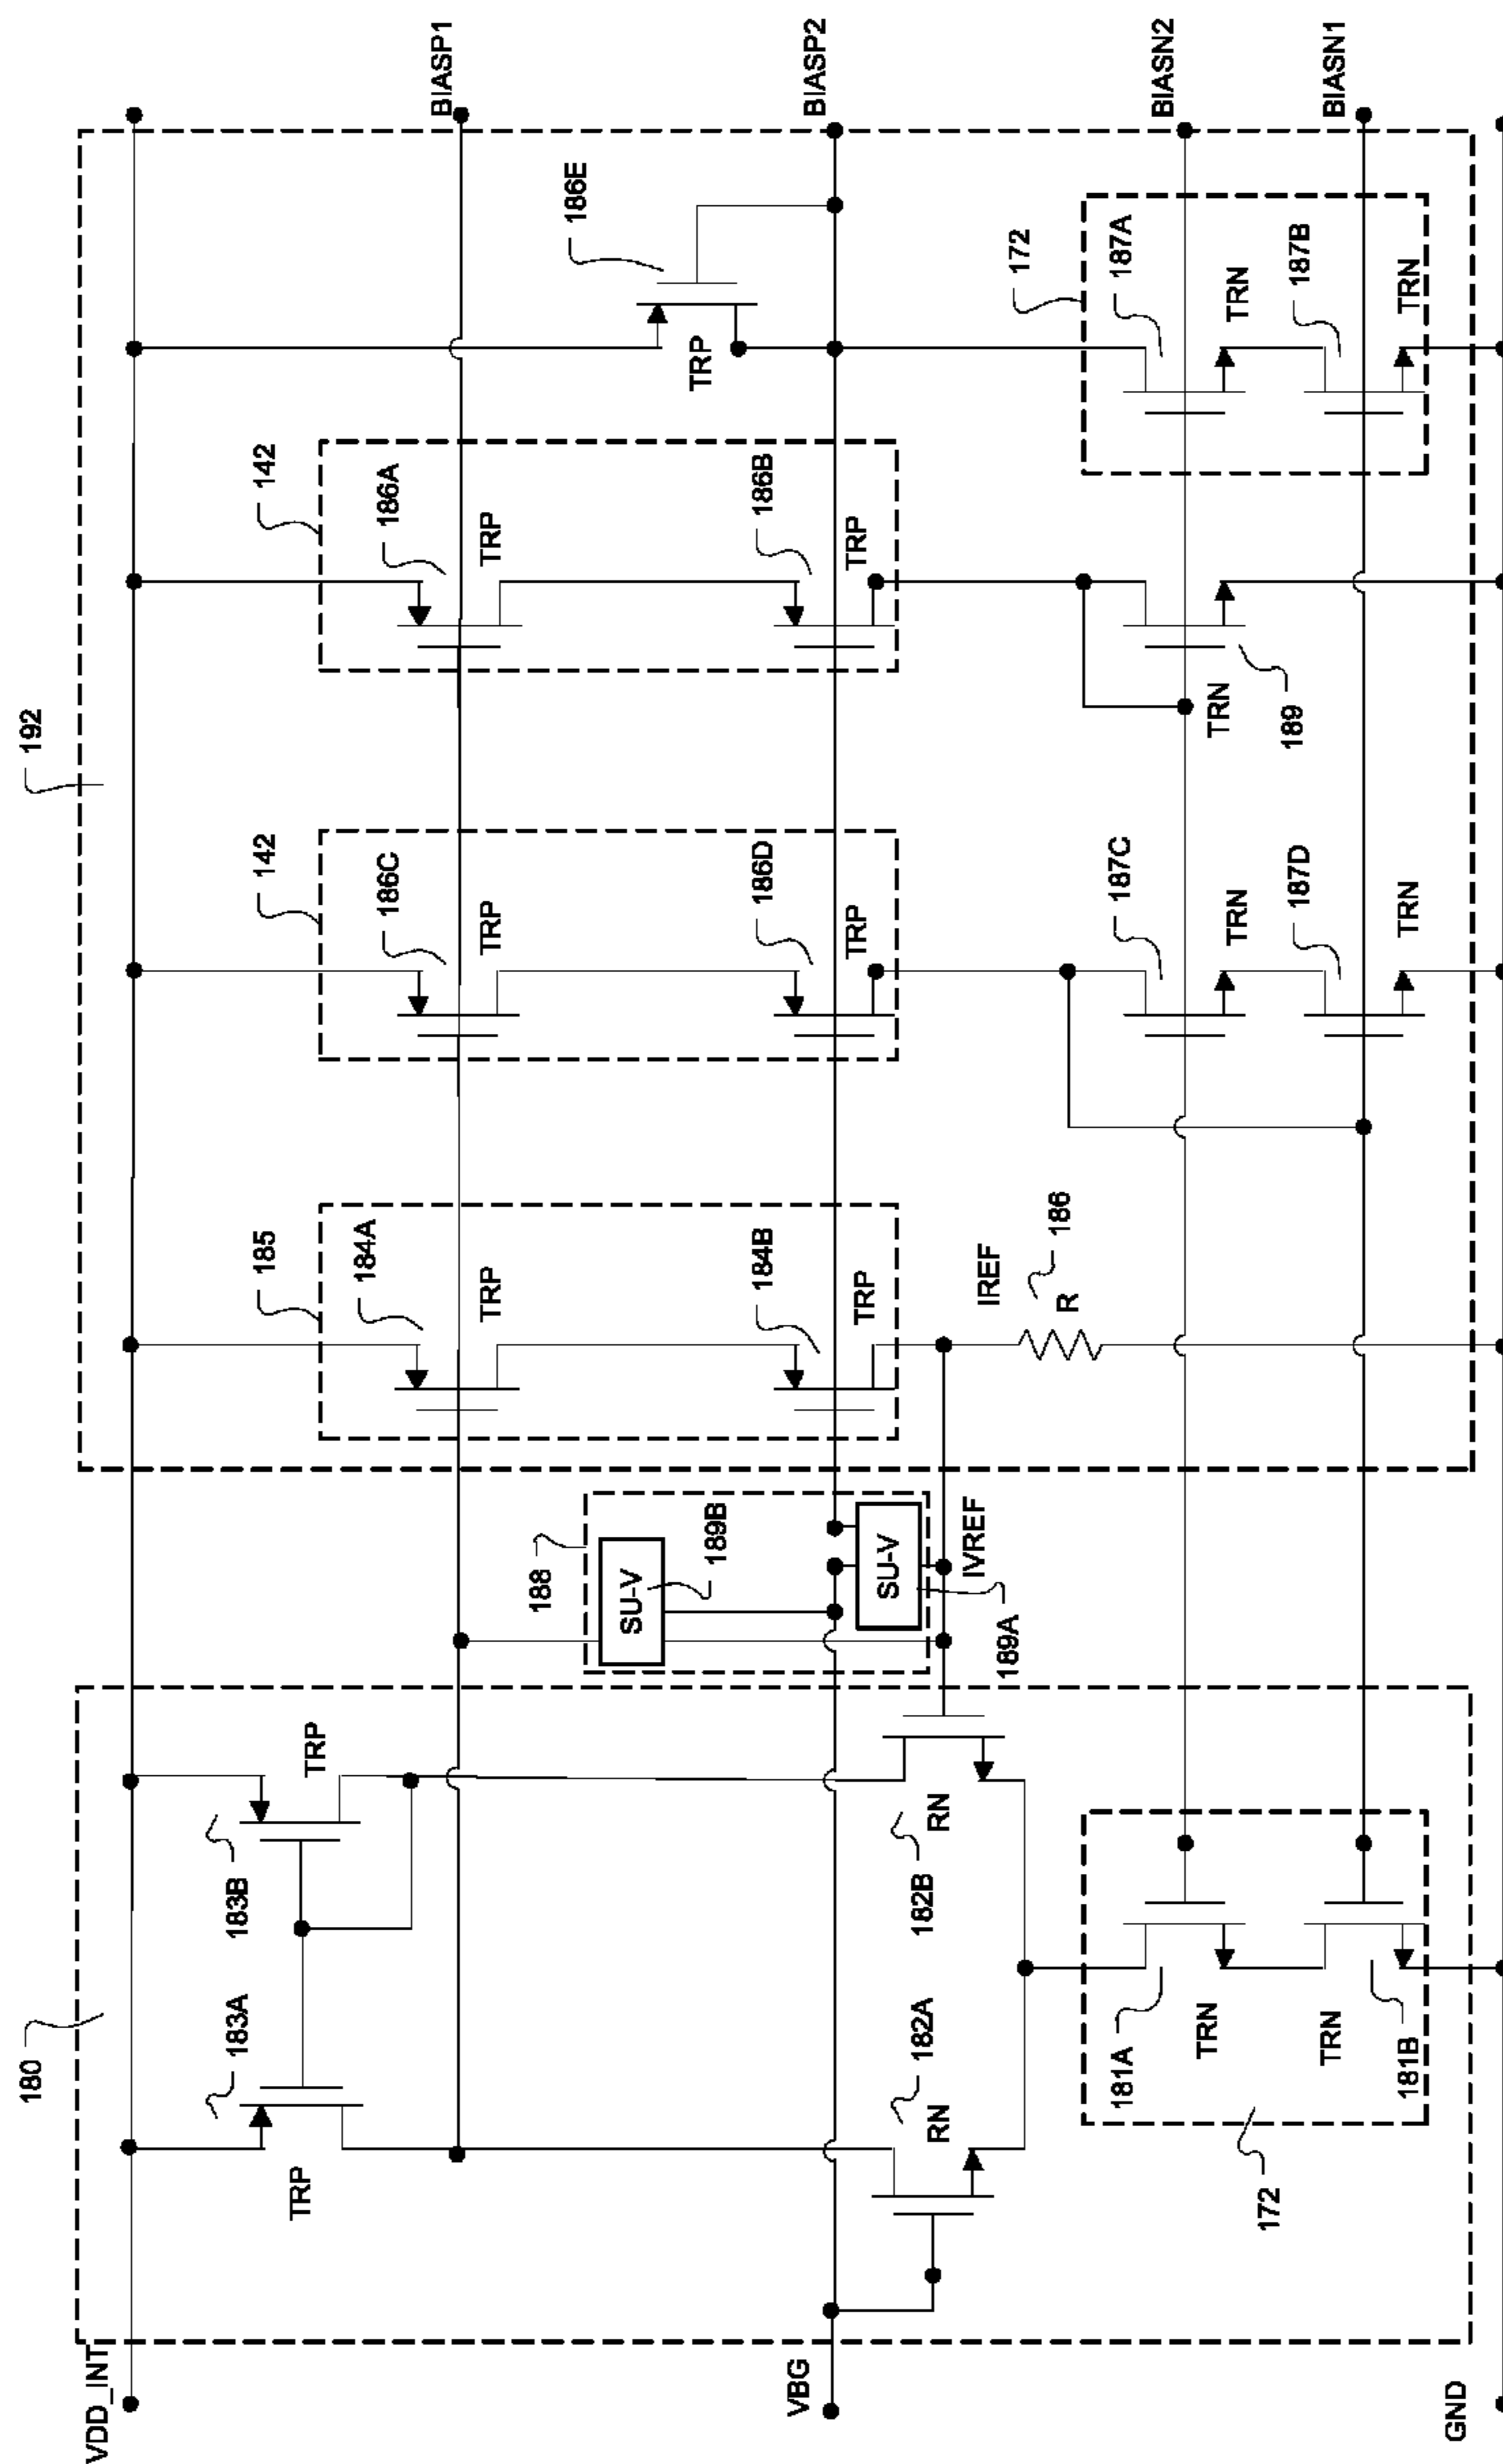 192
180
VDD_INT
VBG
GND
BIASP1
BIASP2
BIASN2
BIASN1
183A
TRP
183B
TRP
182A
RN
182B
RN
181A
TRN
TRN
181B
172
188
SU-V
189B
SU-V
189A
IVREF
185
184A
TRP
184B
TRP
IREF
186
R
142
186C
TRP
186D
TRP
187C
TRN
187D
TRN
142
186A
TRP
186B
TRP
TRN
189
186E
TRP
172
187A
TRN
187B
TRN